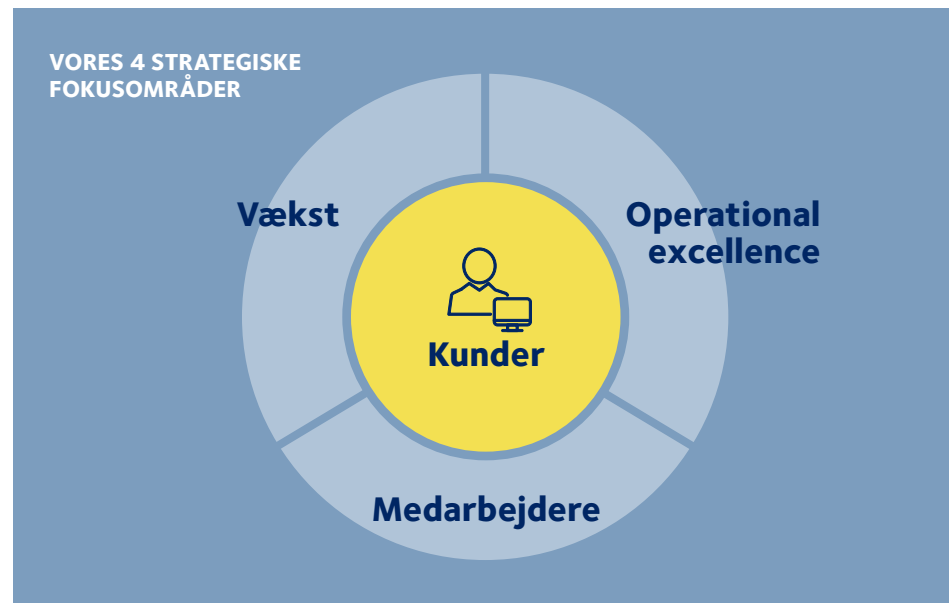 VORES 4 STRATEGISKE
FOKUSOMRÅDER
Vækst
Operational
excellence
Kunder
Medarbejdere